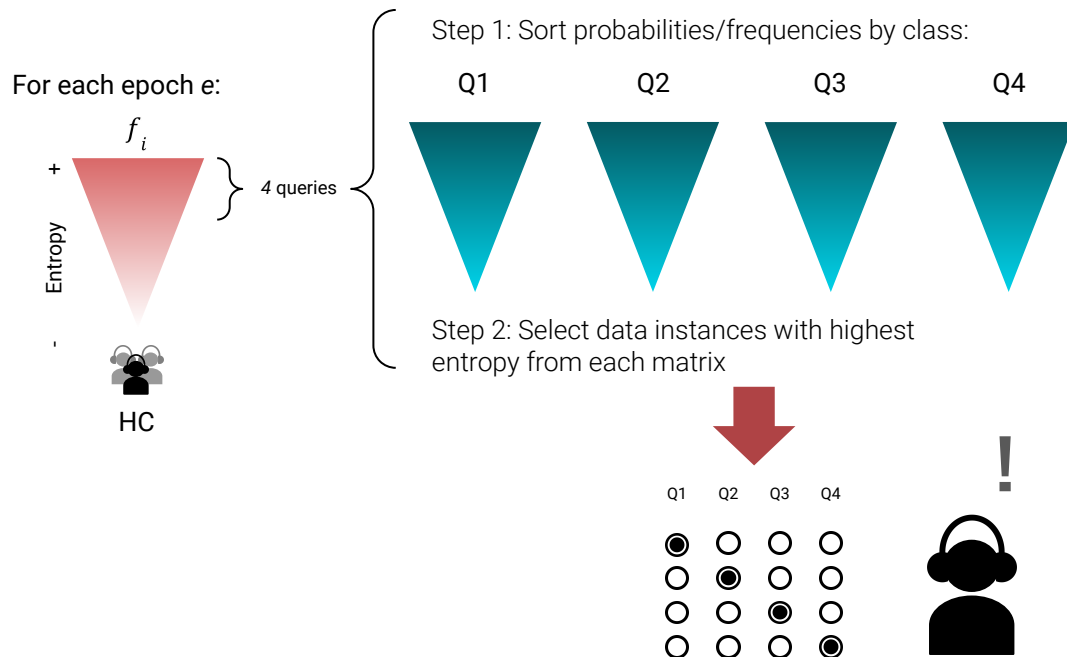 Step 1: Sort probabilities/frequencies by class:
For each epoch e:
Q1 Q2 Q3 Q4
f i
+
4 queries
Entropy
-
HC
Step 2: Select data instances with highest
entropy from each matrix
!
Q1 Q2 Q3 Q4